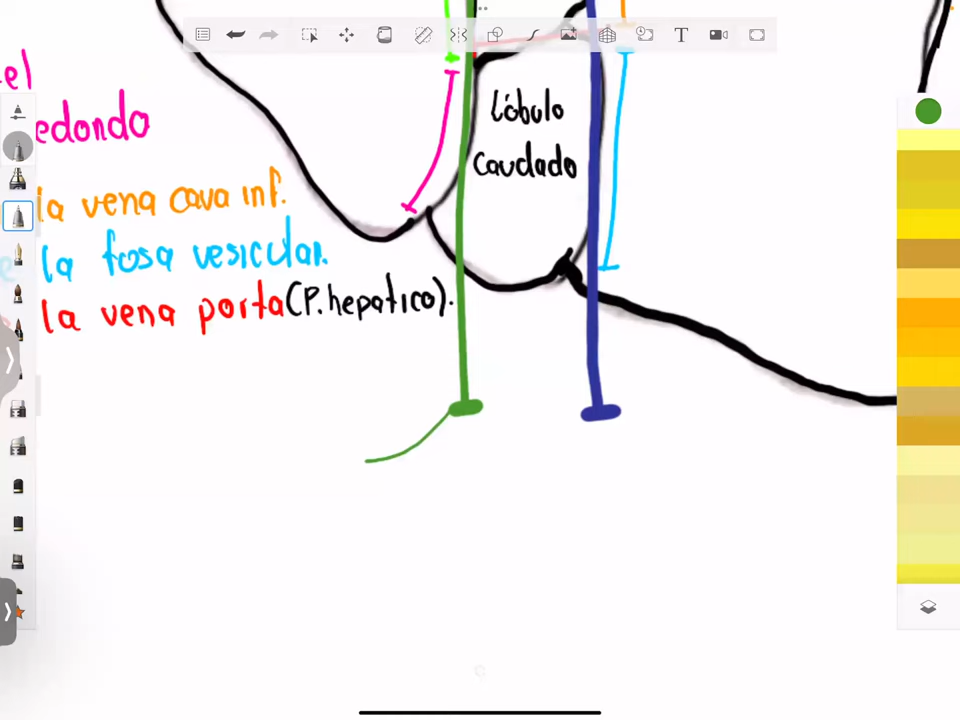 el
edondo
la vena cava inf.
la fosa vesicular.
la vena porta (P. hepatico).
Lóbulo
caudado
T